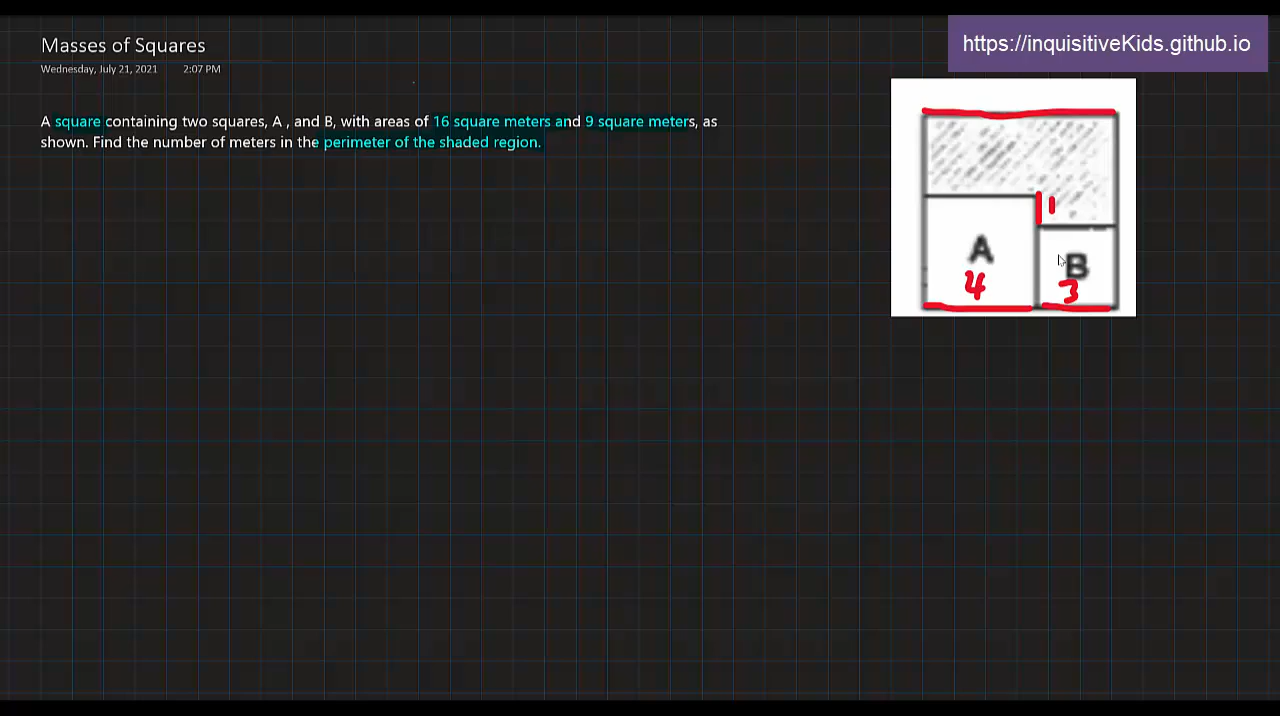 Masses of Squares
https://inquisitiveKids.github.io
Wednesday, July 21, 2021 2:07 PM
A square containing two squares, A , and B, with areas of 16 square meters and 9 square meters, as
shown. Find the number of meters in the perimeter of the shaded region.
1
A
B
4
3